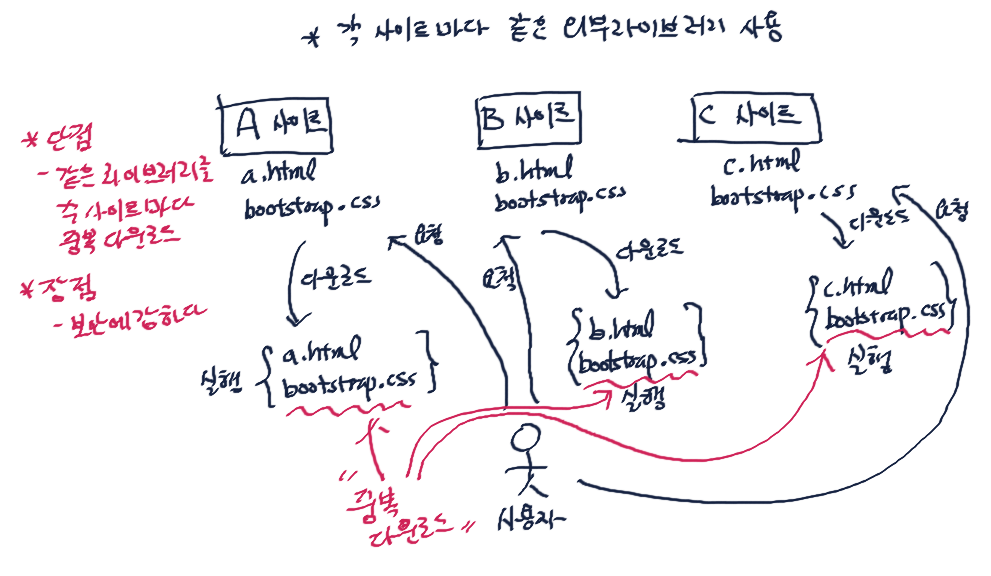 * 각 사이트마다 같은 외부라이브러리 사용
A 사이트
B 사이트
C 사이트
a.html
bootstrap.css
b.html
bootstrap.css
c.html
bootstrap.css
* 단점
- 같은 라이브러리를
각 사이트마다
중복 다운로드
* 장점
- 보안에 강하다
요청
다운로드
요청
다운로드
요청
다운로드
실행
a.html
bootstrap.css
b.html
bootstrap.css
실행
c.html
bootstrap.css
실행
"중복
다운로드"
사용자